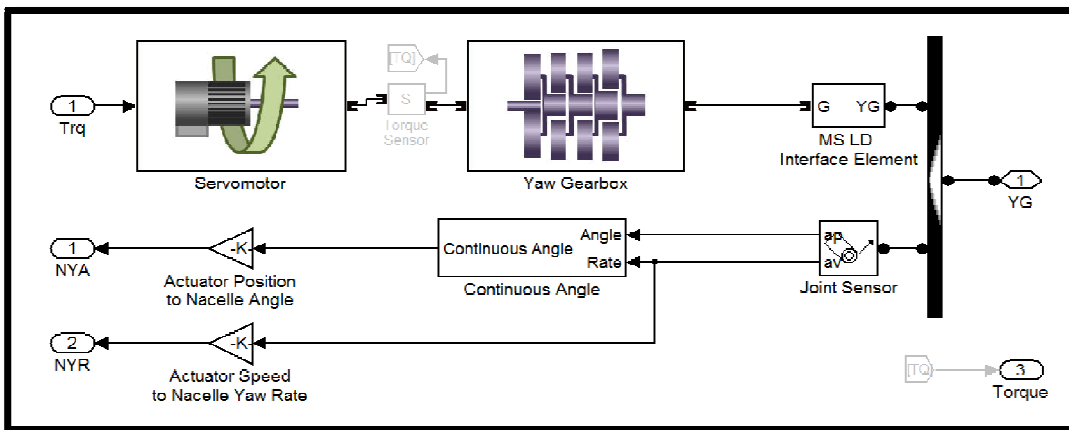 [TQ]
1
Trq
S
Torque
Sensor
Servomotor
Yaw Gearbox
G YG
MS LD
Interface Element
1
YG
1
NYA
-K-
Actuator Position
to Nacelle Angle
Angle
Continuous Angle
Rate
Continuous Angle
ap
av
Joint Sensor
2
NYR
-K-
Actuator Speed
to Nacelle Yaw Rate
[TQ]
3
Torque